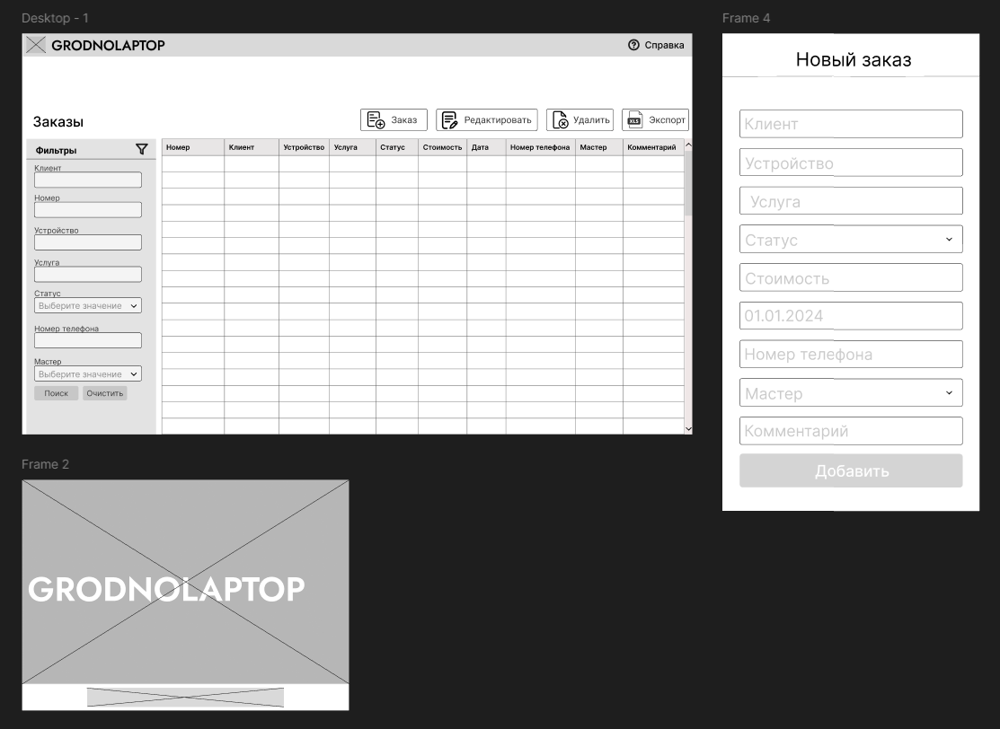 Desktop - 1
GRODNOLAPTOP
Справка
Заказы
Заказ
Редактировать
Удалить
XLS
Экспорт
Фильтры
Клиент
Номер
Устройство
Услуга
Статус
Выберите значение
Номер телефона
Мастер
Выберите значение
Поиск
Очистить
Номер
Клиент
Устройство
Услуга
Статус
Стоимость
Дата
Номер телефона
Мастер
Комментарий
Frame 4
Новый заказ
Клиент
Устройство
Услуга
Статус
Стоимость
01.01.2024
Номер телефона
Мастер
Комментарий
Добавить
Frame 2
GRODNOLAPTOP